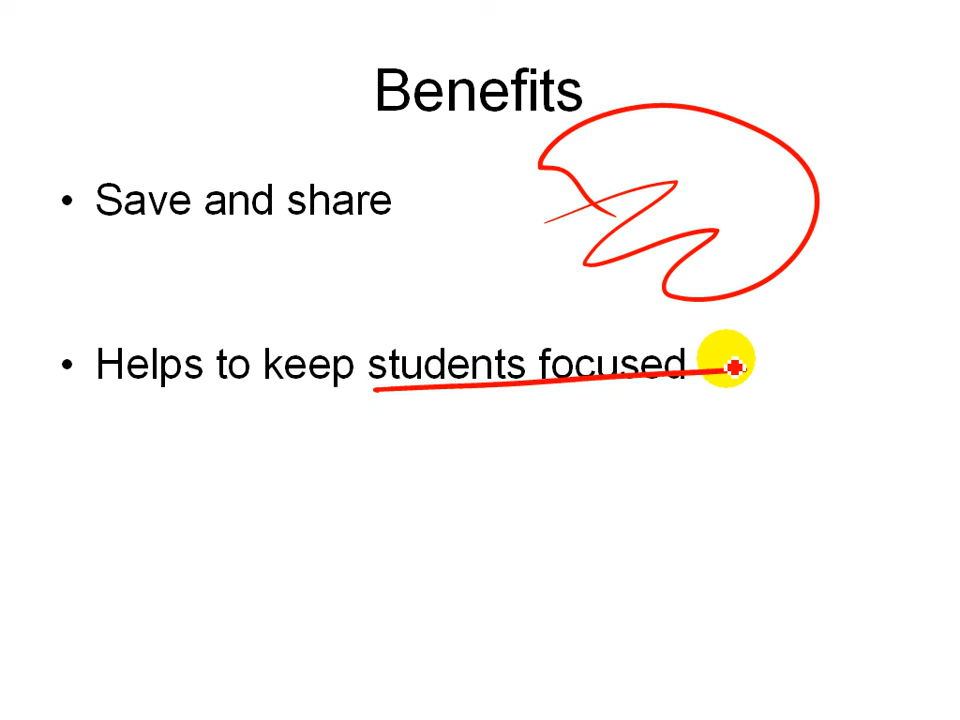 Benefits
• Save and share
• Helps to keep students focused